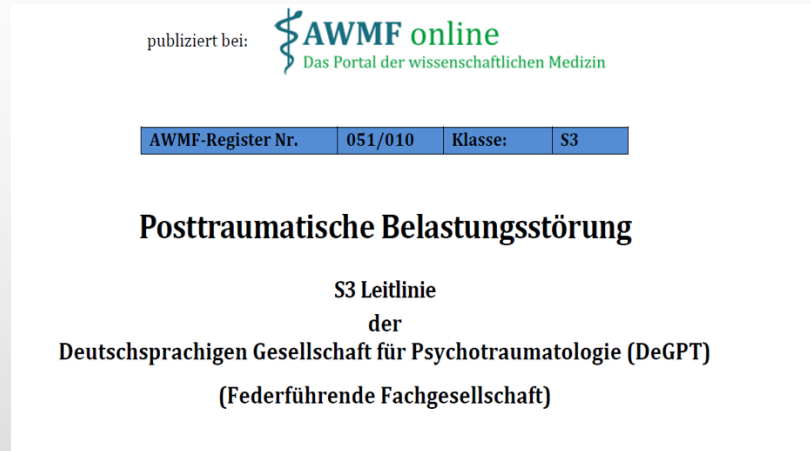 publiziert bei:
AWMF online
Das Portal der wissenschaftlichen Medizin
AWMF-Register Nr. 051/010 Klasse: S3
Posttraumatische Belastungsstörung
S3 Leitlinie
der
Deutschsprachigen Gesellschaft für Psychotraumatologie (DeGPT)
(Federführende Fachgesellschaft)